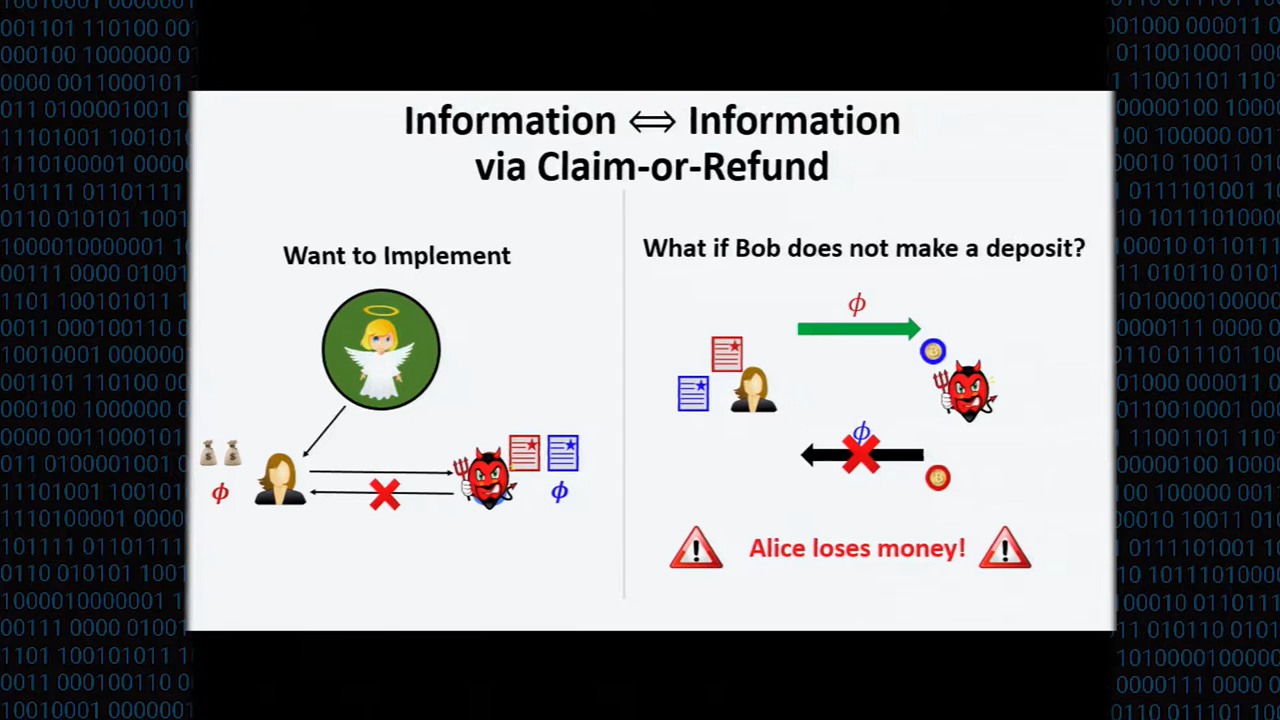 Information ⟺ Information
via Claim-or-Refund
Want to Implement
ϕ
ϕ
What if Bob does not make a deposit?
ϕ
ϕ
Alice loses money!